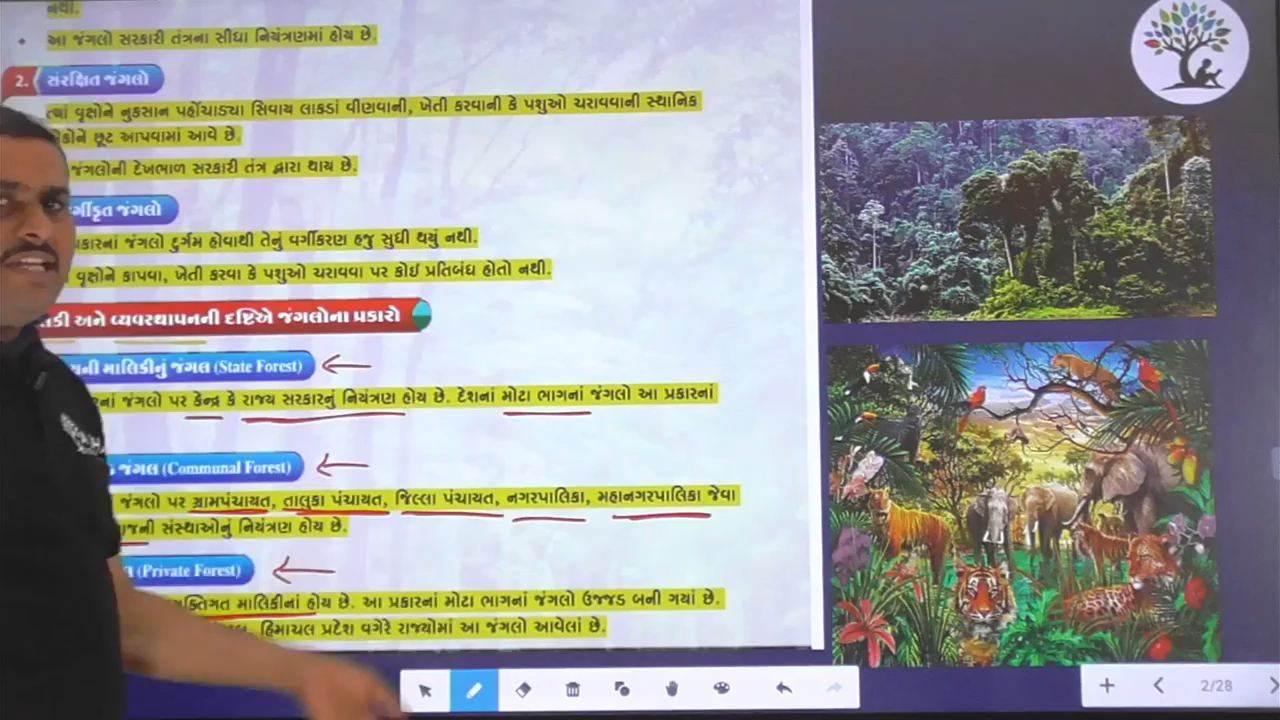 નથી.
આ જંગલો સરકારી તંત્રના સીધા નિયંત્રણમાં હોય છે.
2. સંરક્ષિત જંગલો
ત્યાં વૃક્ષોને નુકસાન પહોંચાડ્યા સિવાય લાકડાં વીણવાની, ખેતી કરવાની કે પશુઓ ચરાવવાની સ્થાનિક
છૂટ આપવામાં આવે છે.
જંગલોની દેખભાળ સરકારી તંત્ર દ્વારા થાય છે.
જંગલો
જંગલો દુર્ગમ હોવાથી તેનું વર્ગીકરણ હજુ સુધી થયું નથી.
વૃક્ષોને કાપવા, ખેતી કરવા કે પશુઓ ચરાવવા પર કોઈ પ્રતિબંધ હોતો નથી.
અને વ્યવસ્થાપનની દૃષ્ટિએ જંગલોના પ્રકારો
માલિકીનું જંગલ (State Forest)
જંગલો પર કેન્દ્ર કે રાજ્ય સરકારનું નિયંત્રણ હોય છે. દેશનાં મોટા ભાગનાં જંગલો આ પ્રકારનાં
જંગલ (Communal Forest)
જંગલો પર ગ્રામપંચાયત, તાલુકા પંચાયત, જિલ્લા પંચાયત, નગરપાલિકા, મહાનગરપાલિકા જેવા
સંસ્થાઓનું નિયંત્રણ હોય છે.
(Private Forest)
માલિકીનાં હોય છે. આ પ્રકારનાં મોટા ભાગનાં જંગલો ઉજ્જડ બની ગયાં છે.
હિમાચલ પ્રદેશ વગેરે રાજ્યોમાં આ જંગલો આવેલાં છે.
2/28